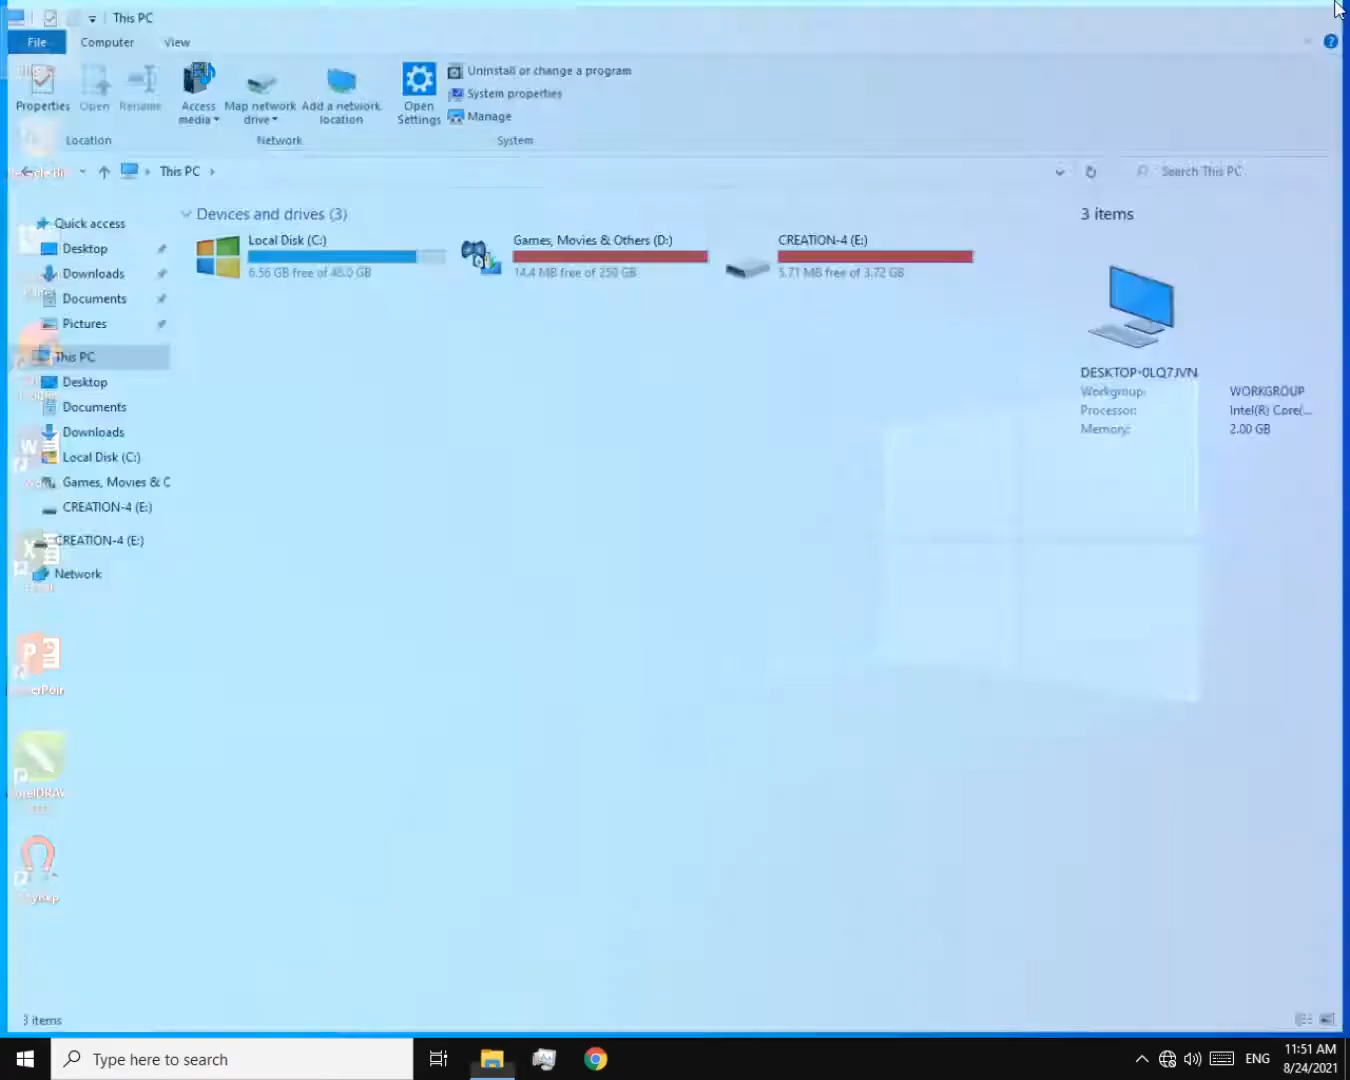 This PC
File
Computer
View
Properties
Open
Rename
Access media
Map network drive
Add a network location
Open Settings
Uninstall or change a program
System properties
Manage
Location
Network
System
This PC
Search This PC
Quick access
Desktop
Downloads
Documents
Pictures
This PC
Desktop
Documents
Downloads
Local Disk (C:)
Games, Movies & C
CREATION-4 (E:)
CREATION-4 (E:)
Network
Devices and drives (3)
Local Disk (C:)
6.56 GB free of 48.0 GB
Games, Movies & Others (D:)
14.4 MB free of 250 GB
CREATION-4 (E:)
5.71 MB free of 3.72 GB
3 items
DESKTOP-0LQ7JVN
Workgroup: WORKGROUP
Processor: Intel(R) Core(...
Memory: 2.00 GB
3 items
Type here to search
ENG
11:51 AM
8/24/2021